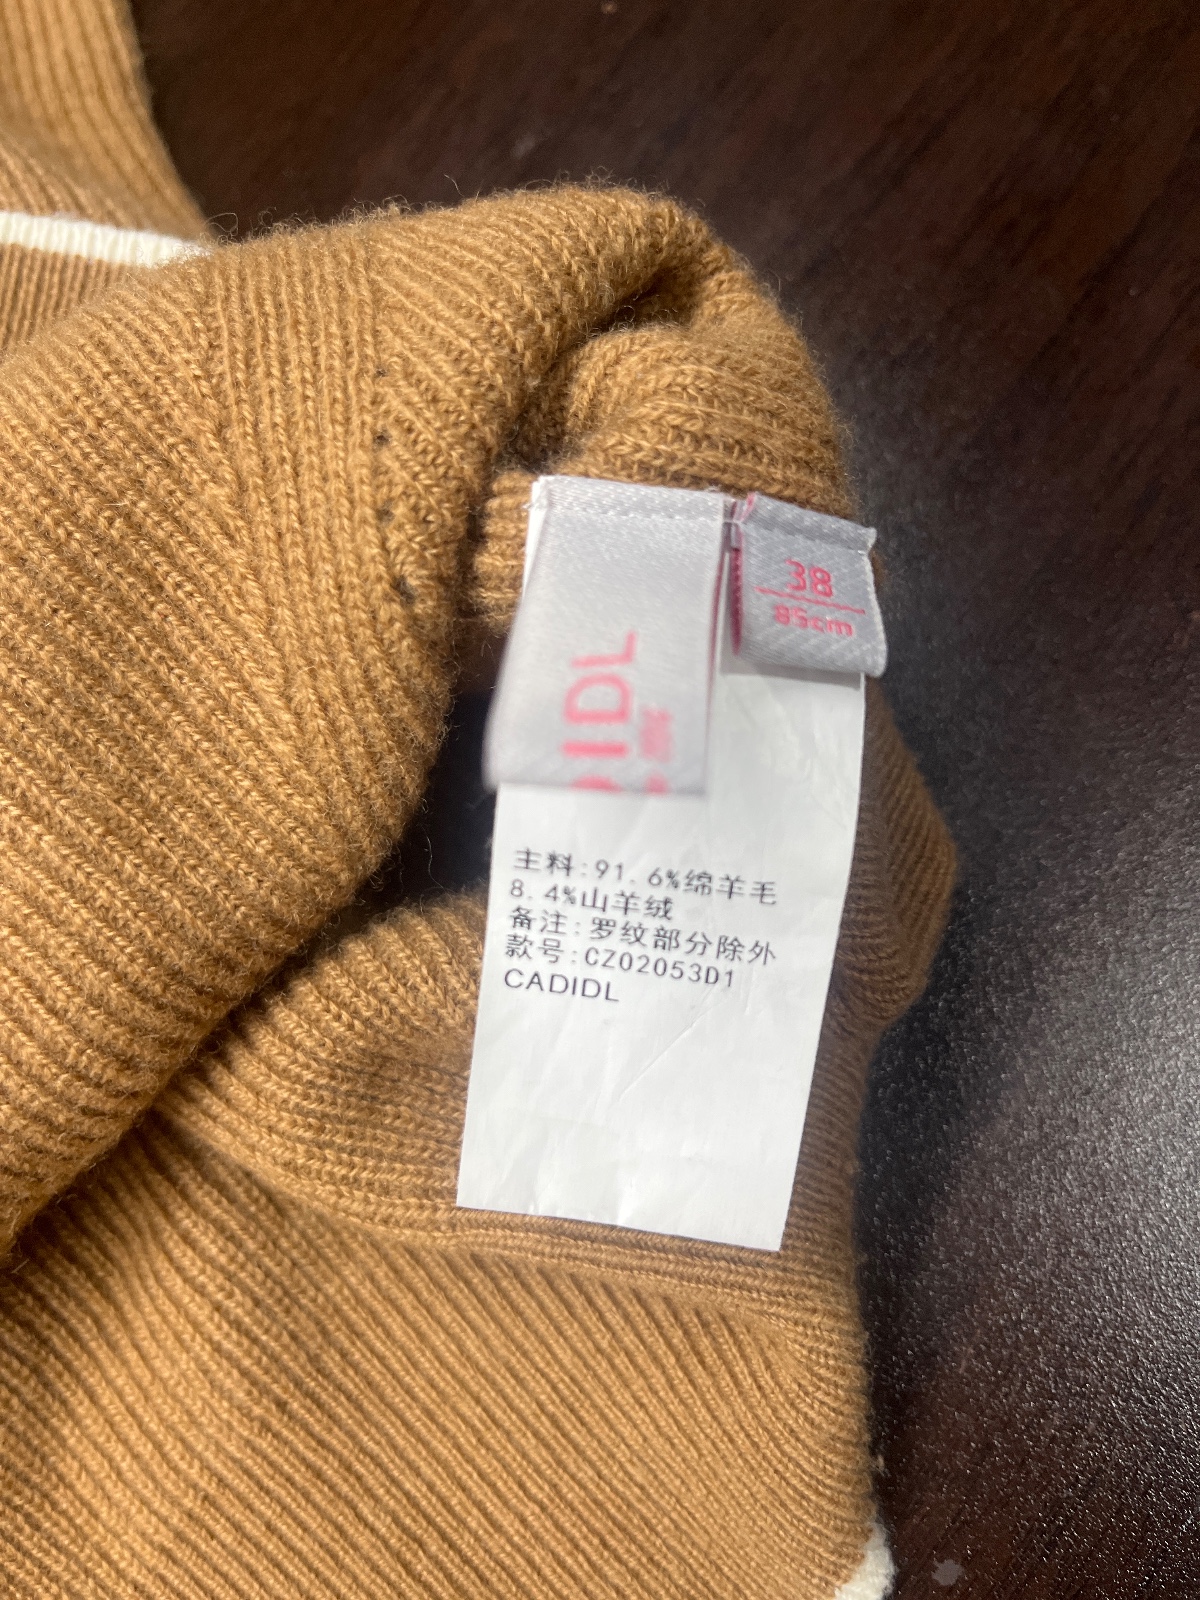 38
85cm
DIDL
主料:91.6%绵羊毛
8.4%山羊绒
备注:罗纹部分除外
款号:CZ02053D1
CADIDL